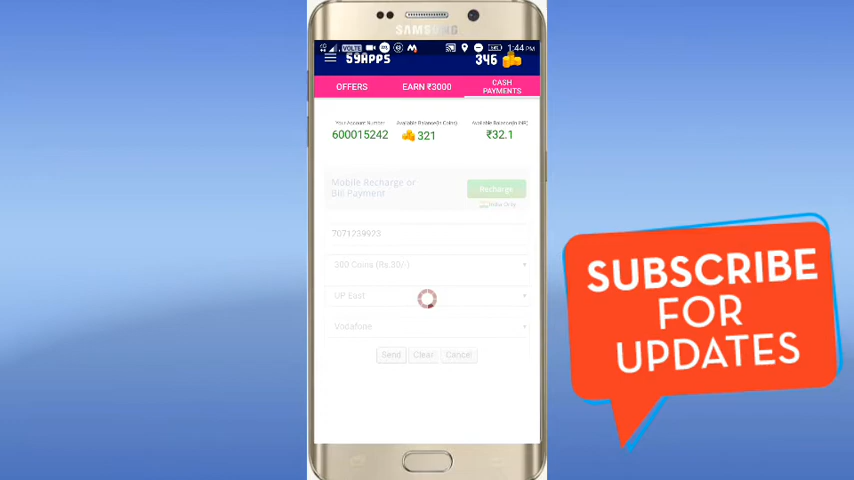 SAMSUNG
VOLTE 1:44 PM
59APPS 346
OFFERS EARN ₹3000 CASH PAYMENTS
Your Account Number Available Balance(in Coins) Available Balance(in INR)
600015242 321 ₹32.1
Mobile Recharge or
Bill Payment
Recharge
India Only
7071239923
300 Coins (Rs.30/-)
UP East
Vodafone
Send Clear Cancel
SUBSCRIBE
FOR
UPDATES